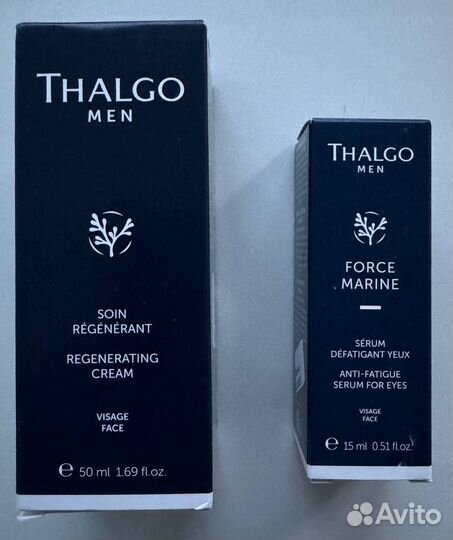 THALGO
MEN
SOIN
RÉGÉNÉRANT
REGENERATING
CREAM
VISAGE
FACE
℮ 50 ml 1.69 fl.oz.
THALGO
MEN
FORCE
MARINE
SÉRUM
DÉFATIGANT YEUX
ANTI-FATIGUE
SERUM FOR EYES
VISAGE
FACE
℮ 15 ml 0.51 fl.oz.
Avito